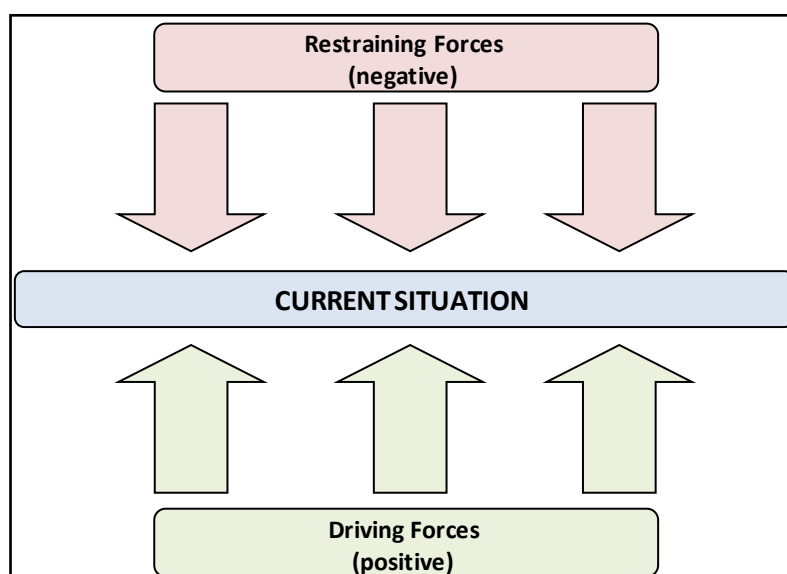 Restraining Forces
(negative)
CURRENT SITUATION
Driving Forces
(positive)